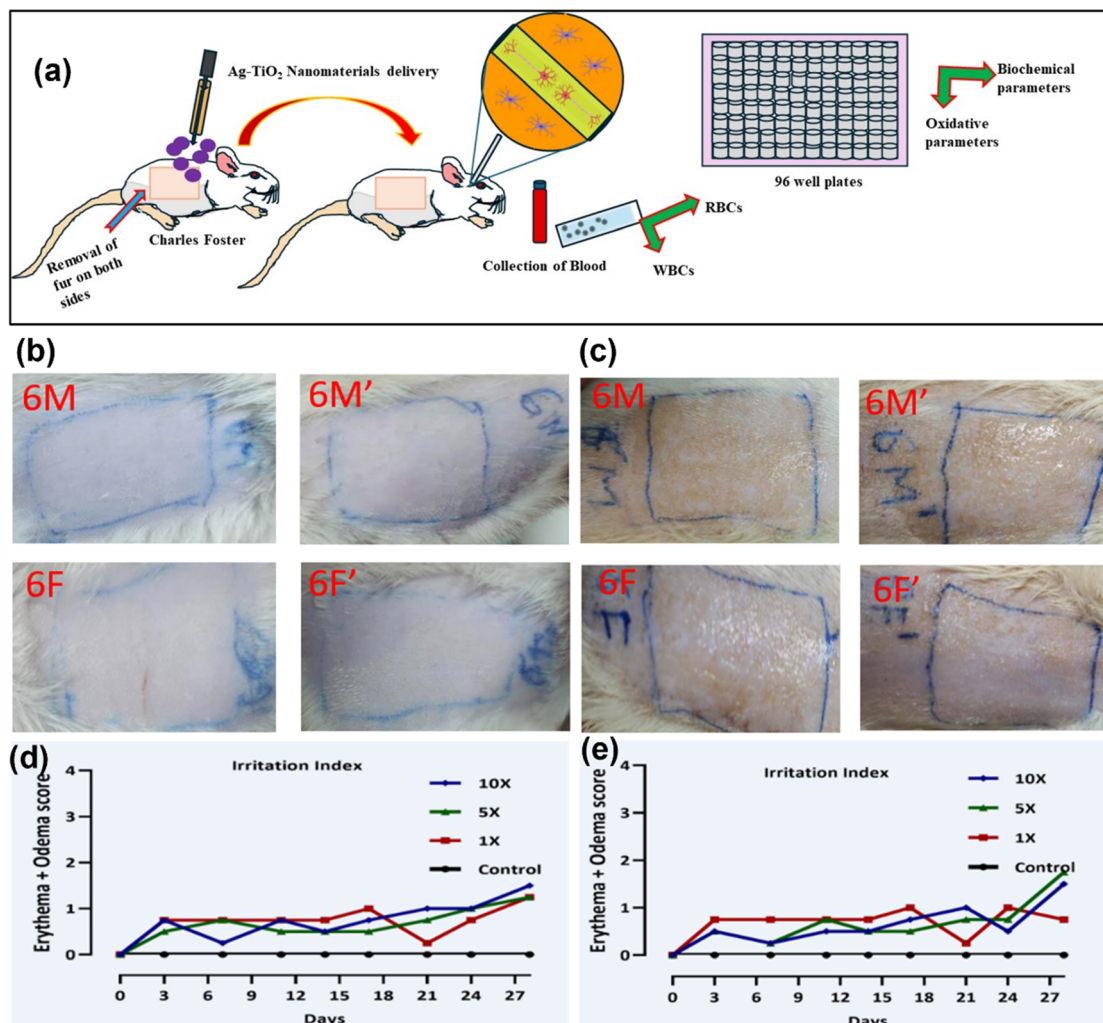 (a)
Ag-TiO₂ Nanomaterials delivery
Removal of
fur on both
sides
Charles Foster
Collection of Blood
RBCs
WBCs
96 well plates
Biochemical
parameters
Oxidative
parameters
(b)
6M
6M’
6F
6F’
(c)
6M
6M
6M’
6M'
6F
6F’
(d)
Irritation Index
Erythema + Odema score
4
3
2
1
0
10X
5X
1X
Control
0 3 6 9 12 15 18 21 24 27
Days
(e)
Irritation Index
Erythema + Odema score
4
3
2
1
0
10X
5X
1X
Control
0 3 6 9 12 15 18 21 24 27
Days